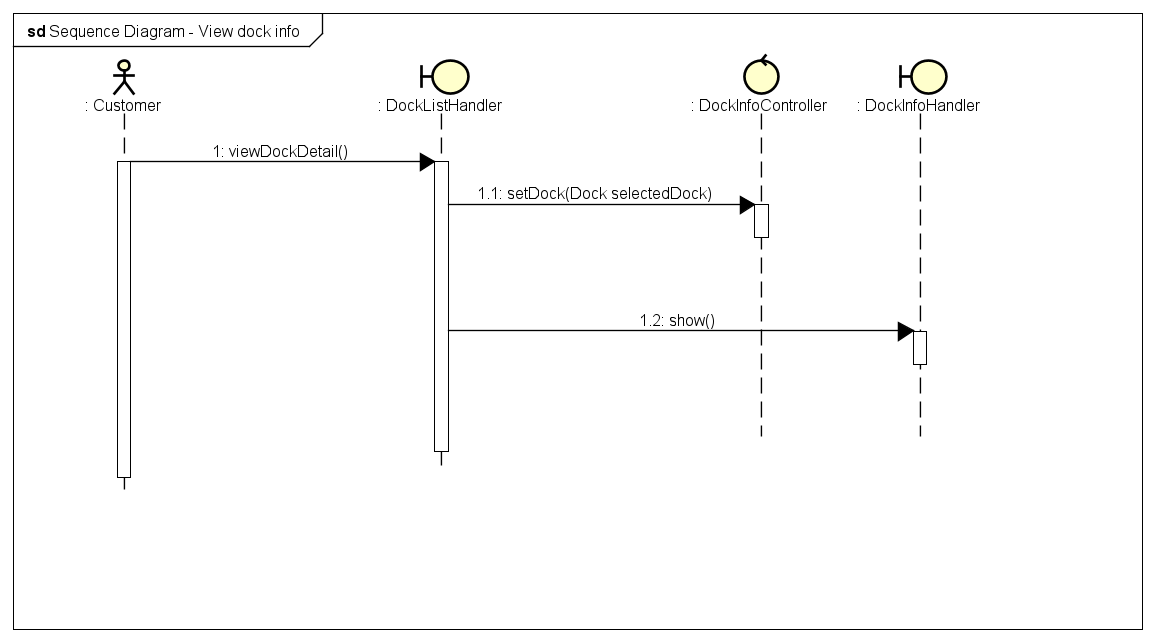 sd Sequence Diagram - View dock info
: Customer
: DockListHandler
: DockInfoController
: DockInfoHandler
1: viewDockDetail()
1.1: setDock(Dock selectedDock)
1.2: show()